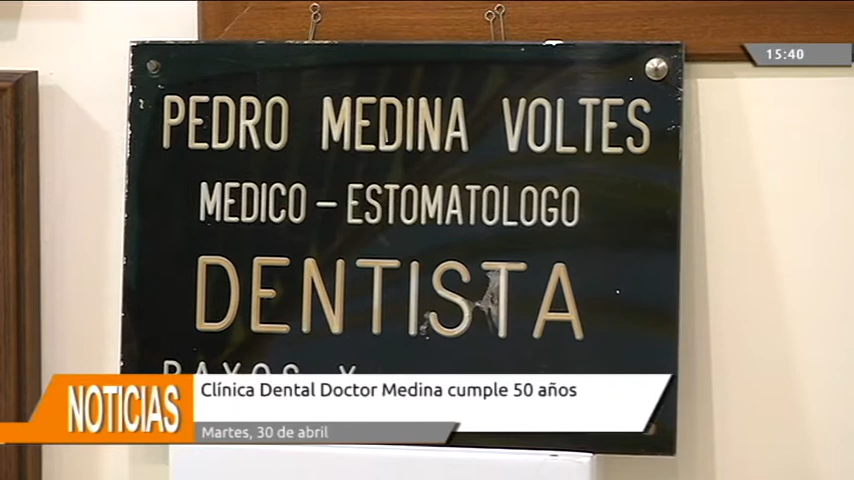 15:40
PEDRO MEDINA VOLTES
MEDICO - ESTOMATOLOGO
DENTISTA
RAYOS X
NOTICIAS
Clínica Dental Doctor Medina cumple 50 años
Martes, 30 de abril